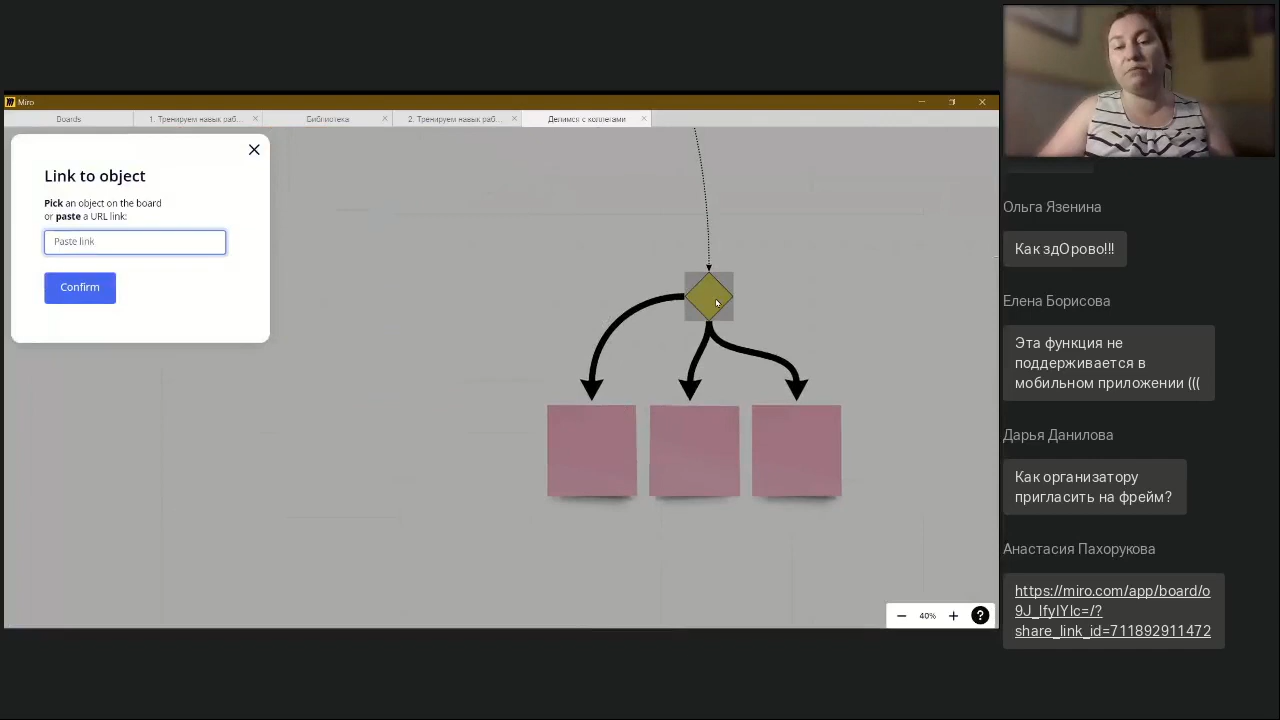 Miro
Boards
1. Тренируем навык раб...
Библиотека
2. Тренируем навык раб...
Делимся с коллегами
Link to object
Pick an object on the board
or paste a URL link:
Paste link
Confirm
40%
?
Ольга Язенина
Как здОрово!!!
Елена Борисова
Эта функция не
поддерживается в
мобильном приложении (((
Дарья Данилова
Как организатору
пригласить на фрейм?
Анастасия Пахорукова
https://miro.com/app/board/o
9J_lfyIYlc=/?
share_link_id=711892911472